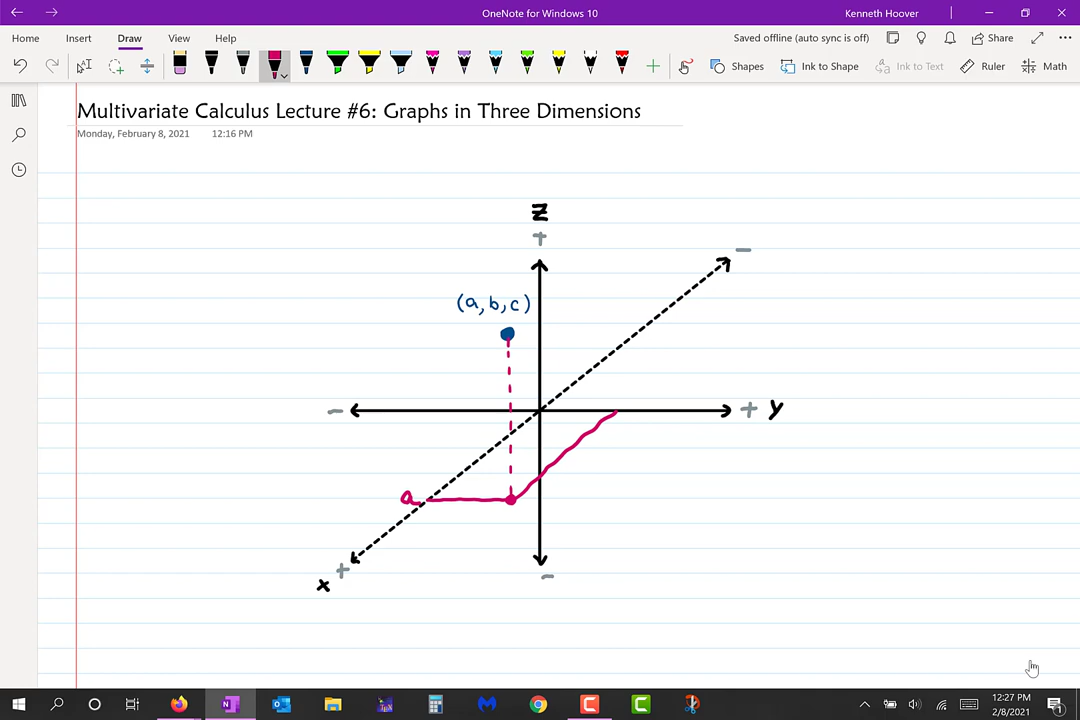 OneNote for Windows 10
Kenneth Hoover
Home Insert Draw View Help
Saved offline (auto sync is off)
Share
Shapes
Ink to Shape
Ink to Text
Ruler
Math
Multivariate Calculus Lecture #6: Graphs in Three Dimensions
Monday, February 8, 2021 12:16 PM
z
+
-
(a,b,c)
- + y
a
+
x
-
12:27 PM
2/8/2021
1